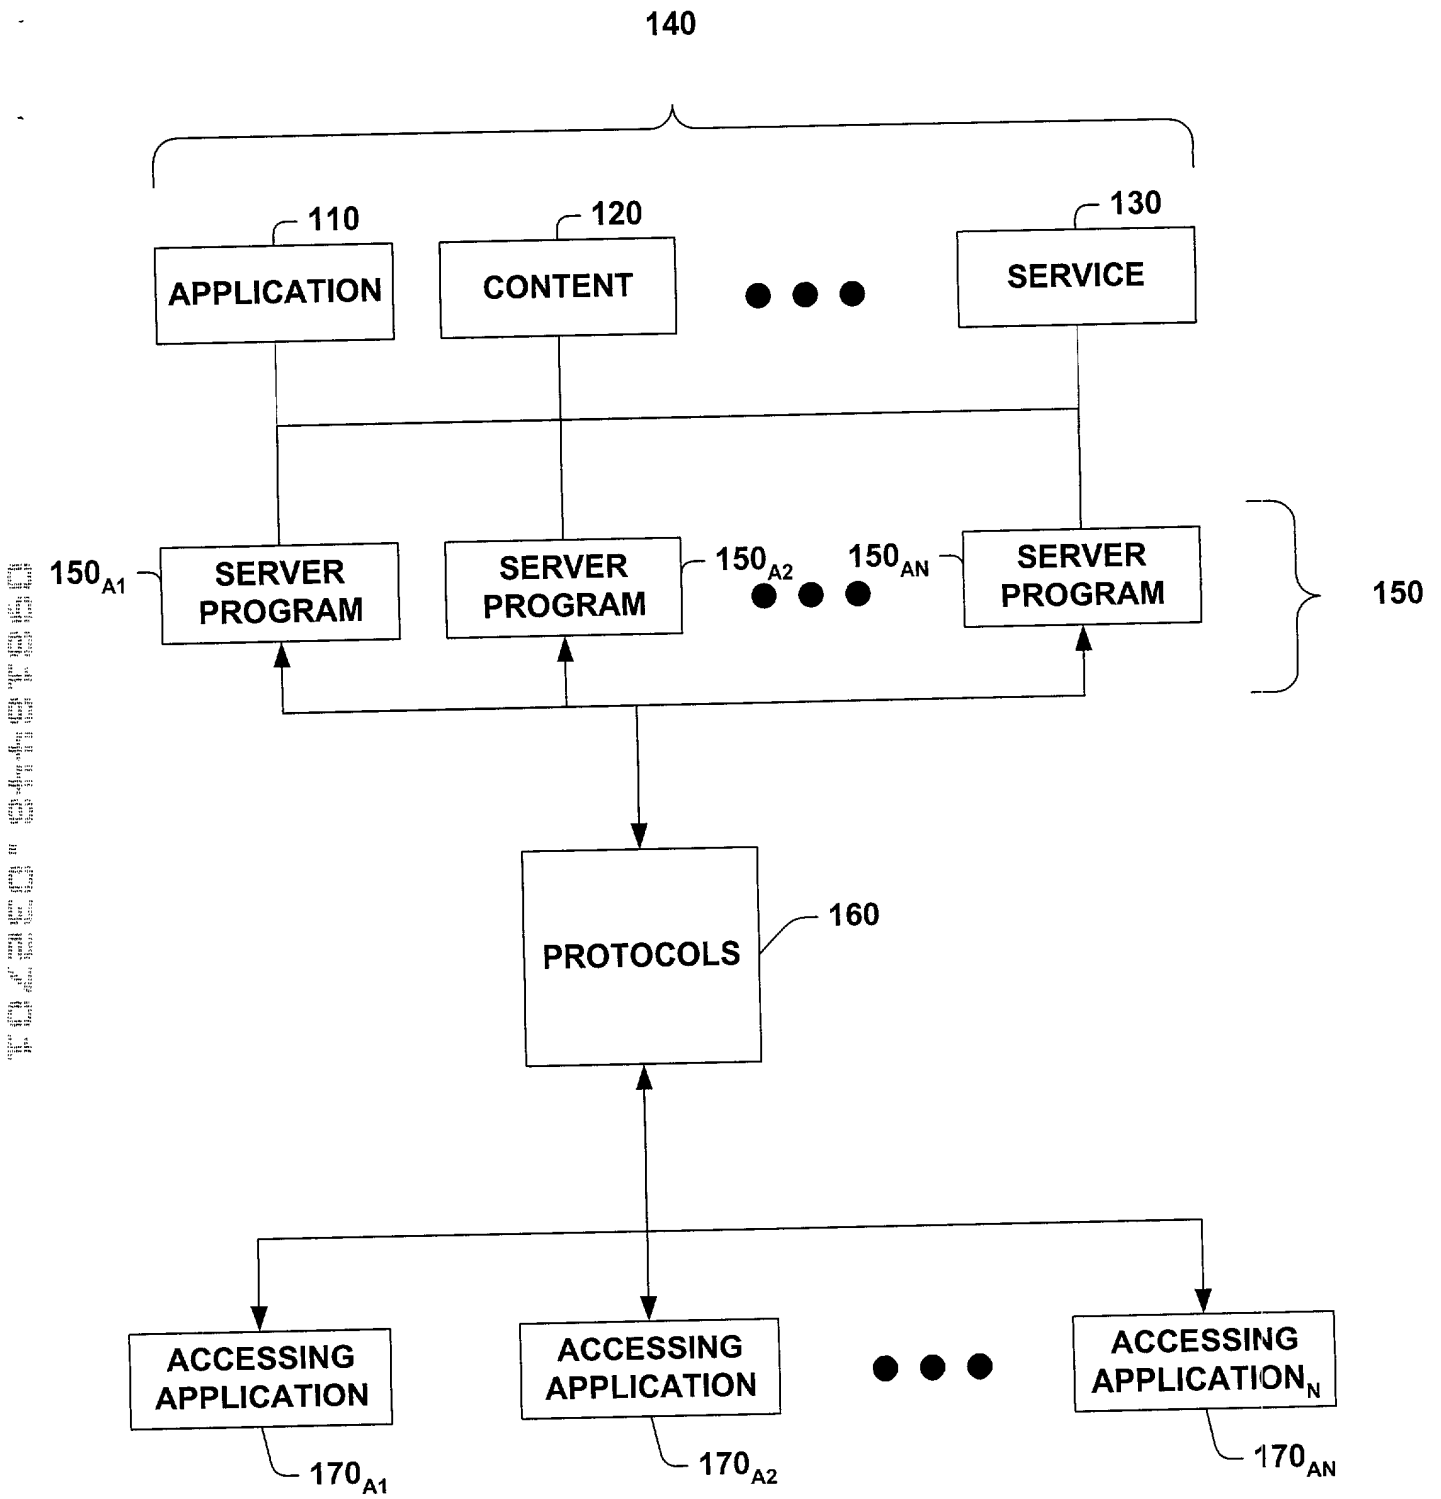 140
110
120
130
APPLICATION
CONTENT
SERVICE
150A1
SERVER
PROGRAM
SERVER
PROGRAM
150A2
150AN
SERVER
PROGRAM
150
PROTOCOLS
160
ACCESSING
APPLICATION
ACCESSING
APPLICATION
ACCESSING
APPLICATIONN
170A1
170A2
170AN